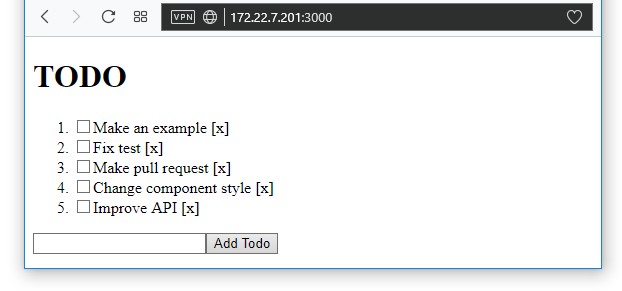 VPN 172.22.7.201:3000
TODO
1. Make an example [x]
2. Fix test [x]
3. Make pull request [x]
4. Change component style [x]
5. Improve API [x]
Add Todo